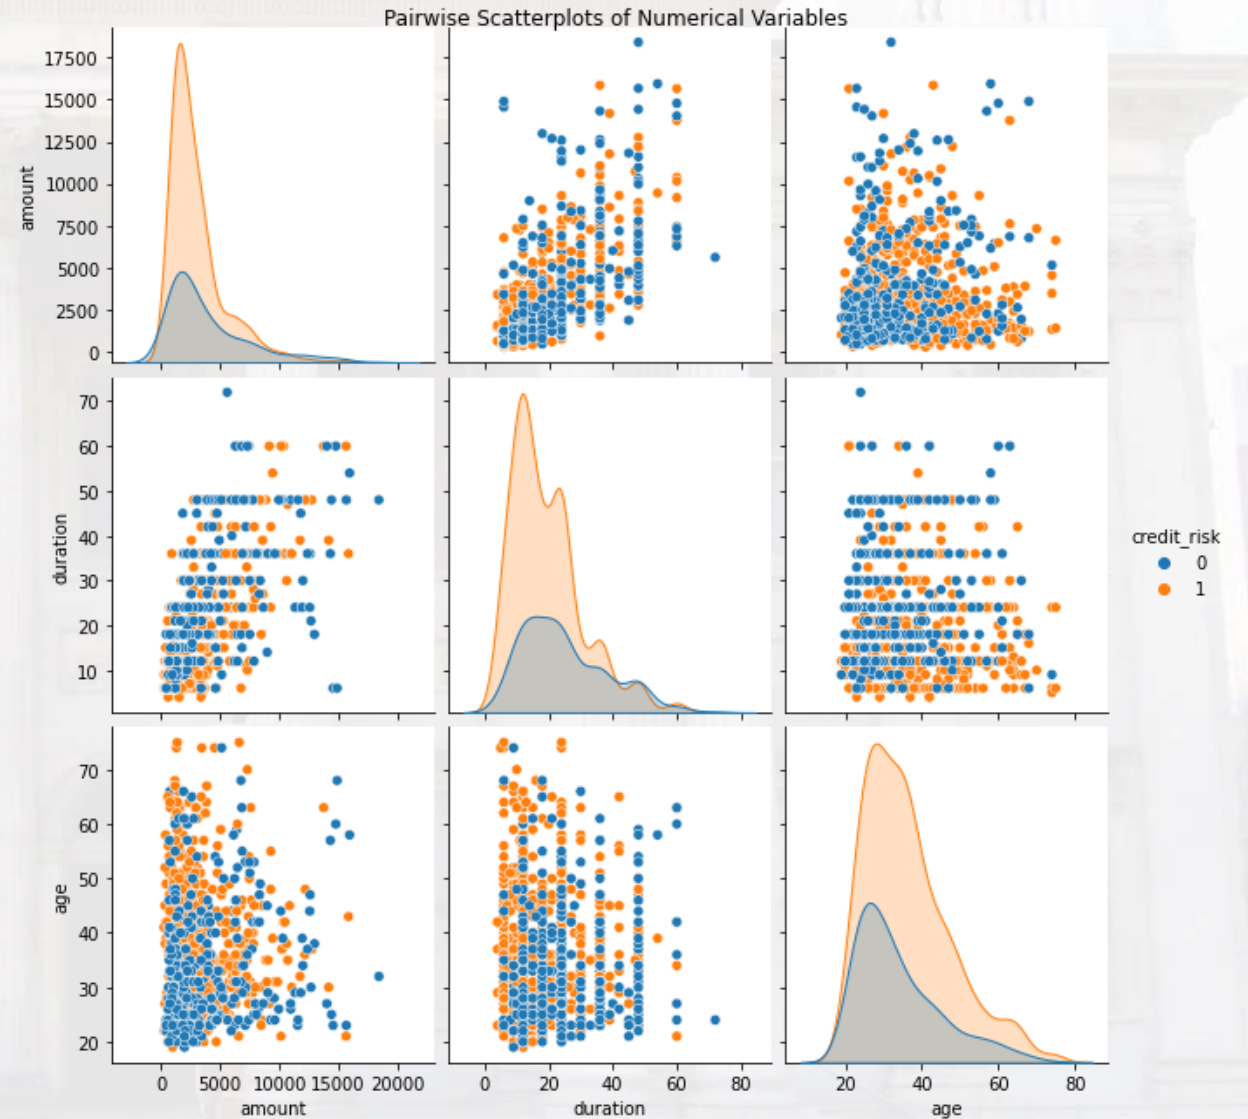 Pairwise Scatterplots of Numerical Variables
17500
15000
12500
10000
7500
5000
2500
0
amount
70
60
50
40
30
20
10
duration
credit_risk
0
1
70
60
50
40
30
20
age
0 5000 10000 15000 20000
0 20 40 60 80
20 40 60 80
amount duration age